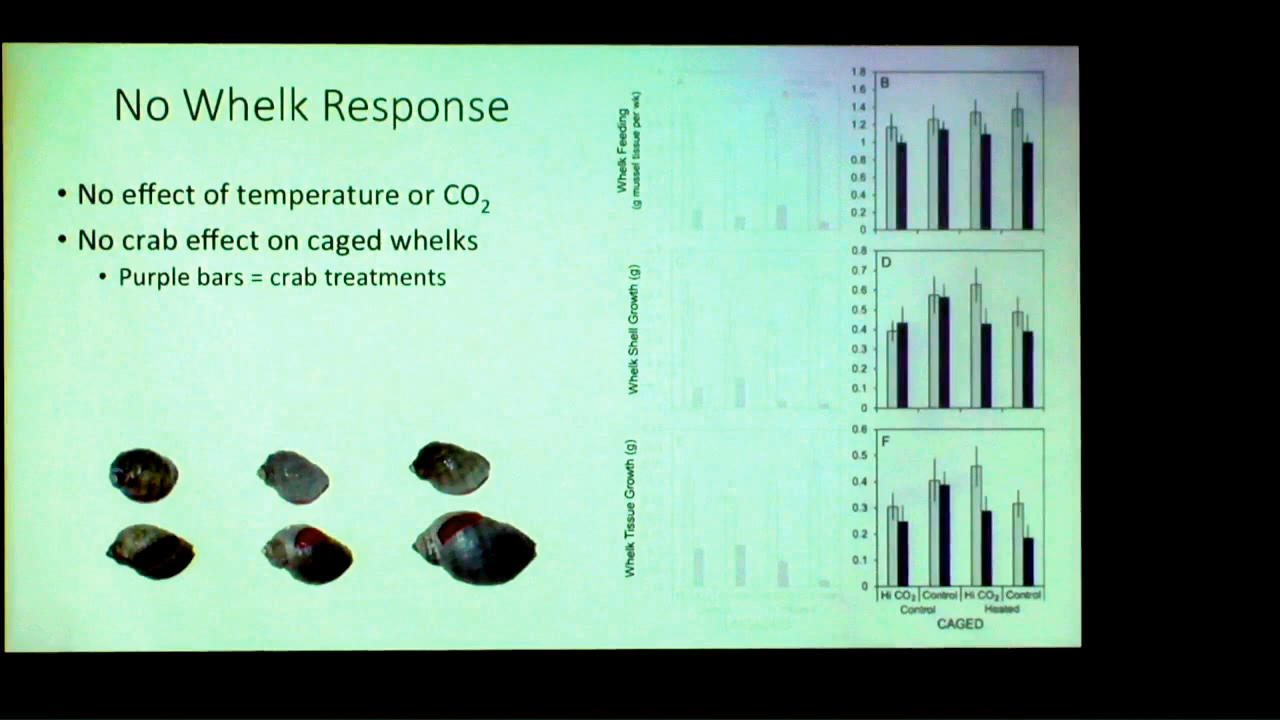 No Whelk Response
• No effect of temperature or CO2
• No crab effect on caged whelks
• Purple bars = crab treatments
Whelk Feeding
(g mussel tissue per wk)
B
1.8
1.6
1.4
1.2
1
0.8
0.6
0.4
0.2
0
Whelk Shell Growth (g)
D
0.8
0.7
0.6
0.5
0.4
0.3
0.2
0.1
0
Whelk Tissue Growth (g)
F
0.6
0.5
0.4
0.3
0.2
0.1
0
Hi CO2 Control Hi CO2 Control
Control Heated
CAGED